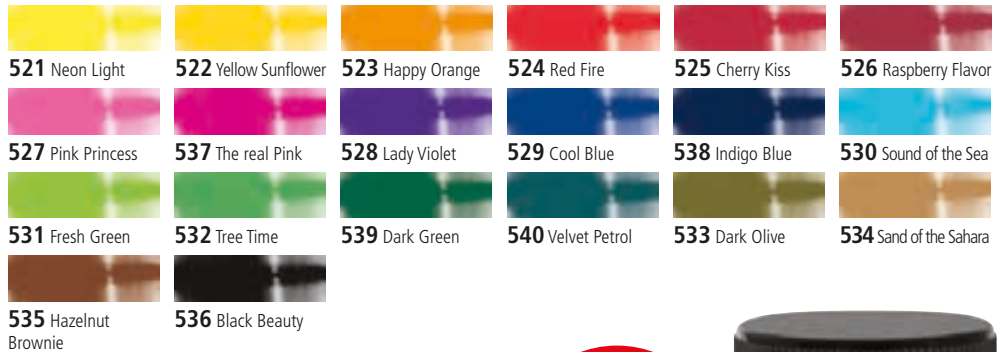 521 Neon Light
522 Yellow Sunflower
523 Happy Orange
524 Red Fire
525 Cherry Kiss
526 Raspberry Flavor
527 Pink Princess
537 The real Pink
528 Lady Violet
529 Cool Blue
538 Indigo Blue
530 Sound of the Sea
531 Fresh Green
532 Tree Time
539 Dark Green
540 Velvet Petrol
533 Dark Olive
534 Sand of the Sahara
535 Hazelnut
Brownie
536 Black Beauty